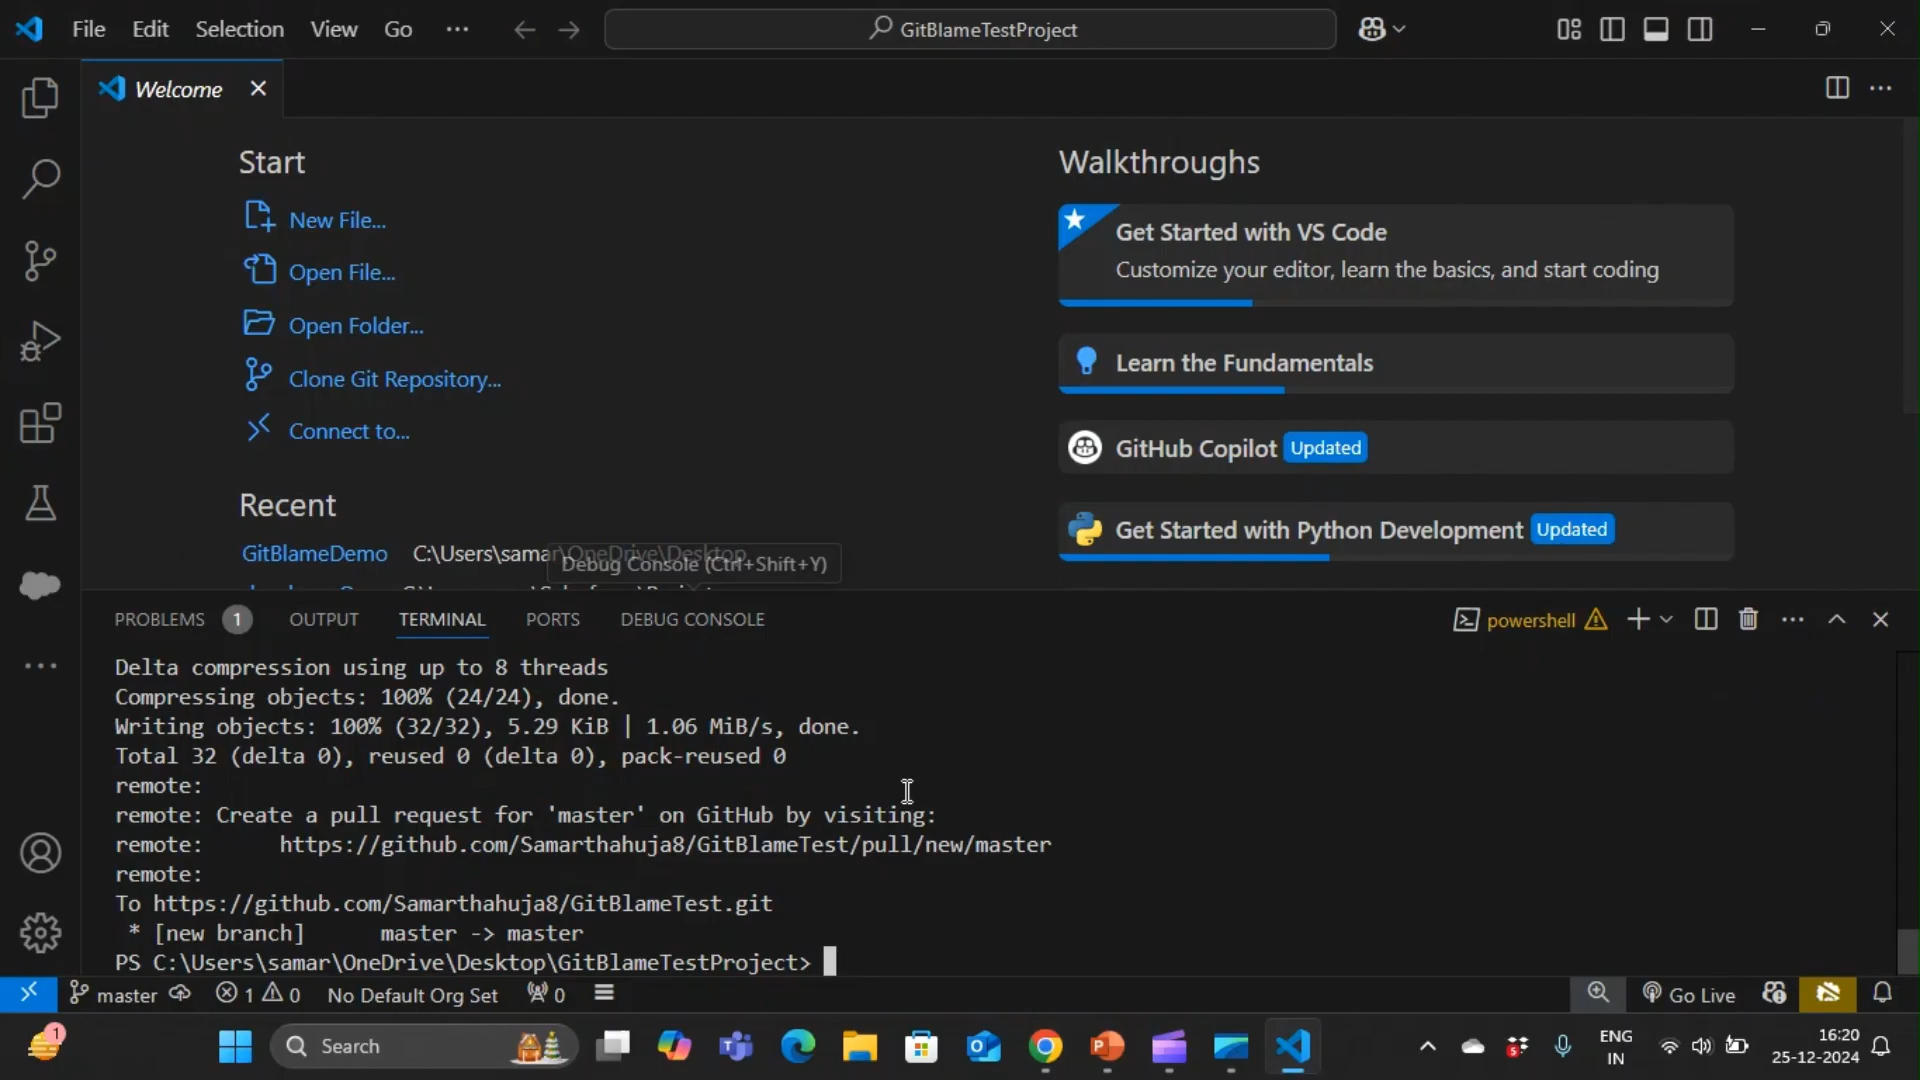 File Edit Selection View Go ...
GitBlameTestProject
Welcome
Start
New File...
Open File...
Open Folder...
Clone Git Repository...
Connect to...
Recent
GitBlameDemo C:\Users\samar\OneDrive\Desktop
Debug Console (Ctrl+Shift+Y)
Walkthroughs
Get Started with VS Code
Customize your editor, learn the basics, and start coding
Learn the Fundamentals
GitHub Copilot Updated
Get Started with Python Development Updated
PROBLEMS 1 OUTPUT TERMINAL PORTS DEBUG CONSOLE
powershell
Delta compression using up to 8 threads
Compressing objects: 100% (24/24), done.
Writing objects: 100% (32/32), 5.29 KiB | 1.06 MiB/s, done.
Total 32 (delta 0), reused 0 (delta 0), pack-reused 0
remote:
remote: Create a pull request for 'master' on GitHub by visiting:
remote:      https://github.com/Samarthahuja8/GitBlameTest/pull/new/master
remote:
To https://github.com/Samarthahuja8/GitBlameTest.git
 * [new branch]      master -> master
PS C:\Users\samar\OneDrive\Desktop\GitBlameTestProject>
master 1 0 No Default Org Set 0 Go Live
1 Search ENG
IN
16:20
25-12-2024